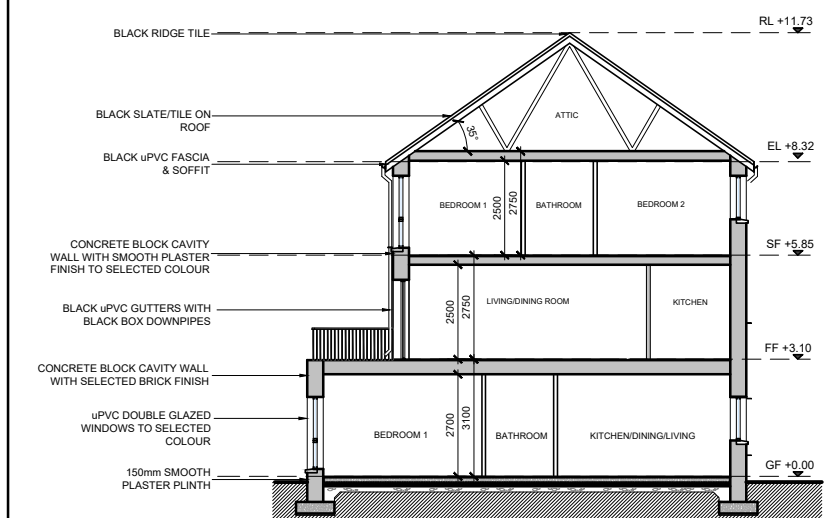 BLACK RIDGE TILE
RL +11.73
BLACK SLATE/TILE ON
ROOF
35°
ATTIC
BLACK uPVC FASCIA
& SOFFIT
EL +8.32
BEDROOM 1
2500
2750
BATHROOM
BEDROOM 2
CONCRETE BLOCK CAVITY
WALL WITH SMOOTH PLASTER
FINISH TO SELECTED COLOUR
SF +5.85
BLACK uPVC GUTTERS WITH
BLACK BOX DOWNPIPES
2500
2750
LIVING/DINING ROOM
KITCHEN
FF +3.10
CONCRETE BLOCK CAVITY WALL
WITH SELECTED BRICK FINISH
uPVC DOUBLE GLAZED
WINDOWS TO SELECTED
COLOUR
BEDROOM 1
2700
3100
BATHROOM
KITCHEN/DINING/LIVING
150mm SMOOTH
PLASTER PLINTH
GF +0.00